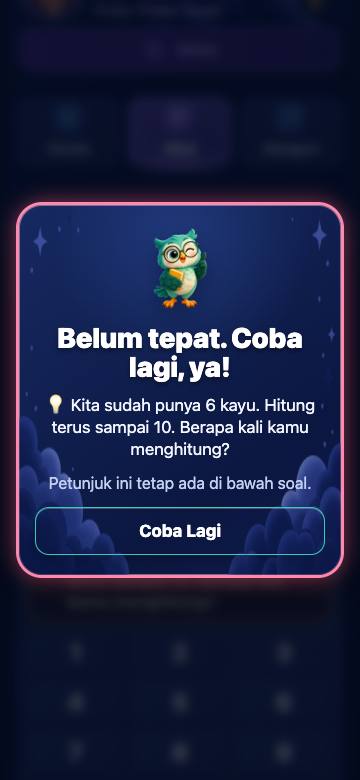 Belum tepat. Coba
lagi, ya!
💡 Kita sudah punya 6 kayu. Hitung
terus sampai 10. Berapa kali kamu
menghitung?
Petunjuk ini tetap ada di bawah soal.
Coba Lagi